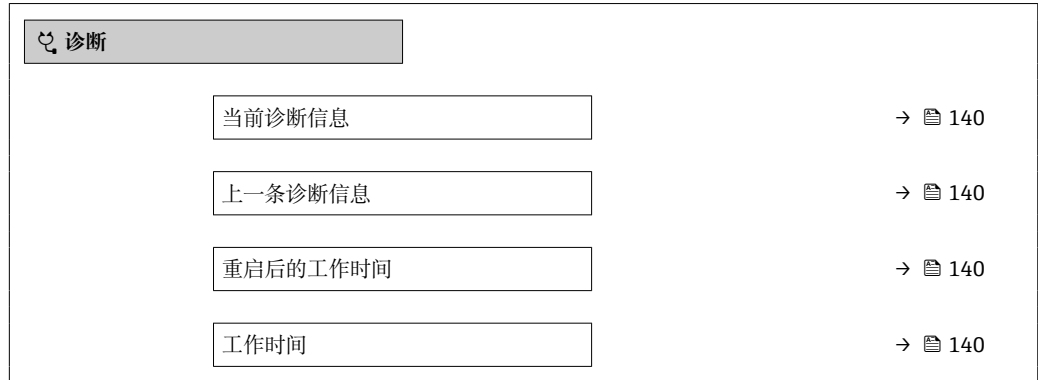 诊断
当前诊断信息 → 140
上一条诊断信息 → 140
重启后的工作时间 → 140
工作时间 → 140